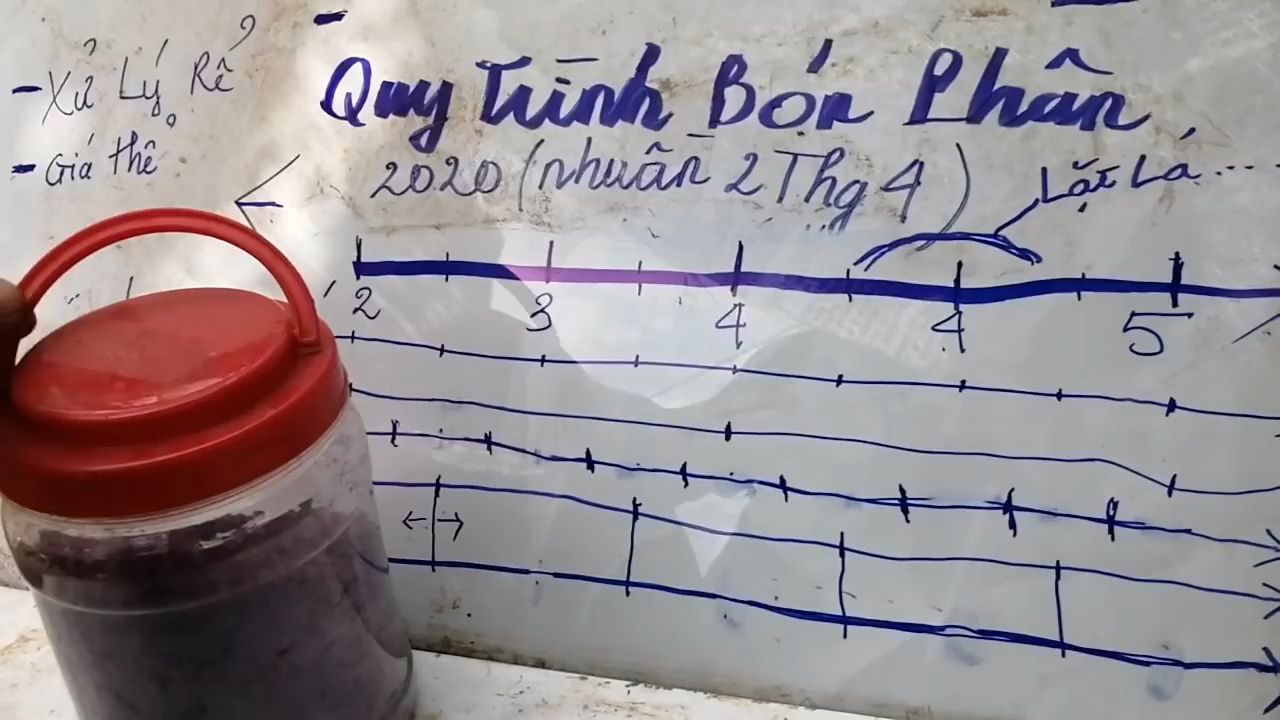 - Xử Lý Rễ
- Giá thể
Quy Trình Bón Phân
2020 (nhuận 2 Thg 4)
Lặt Lá...
2 3 4 4 5